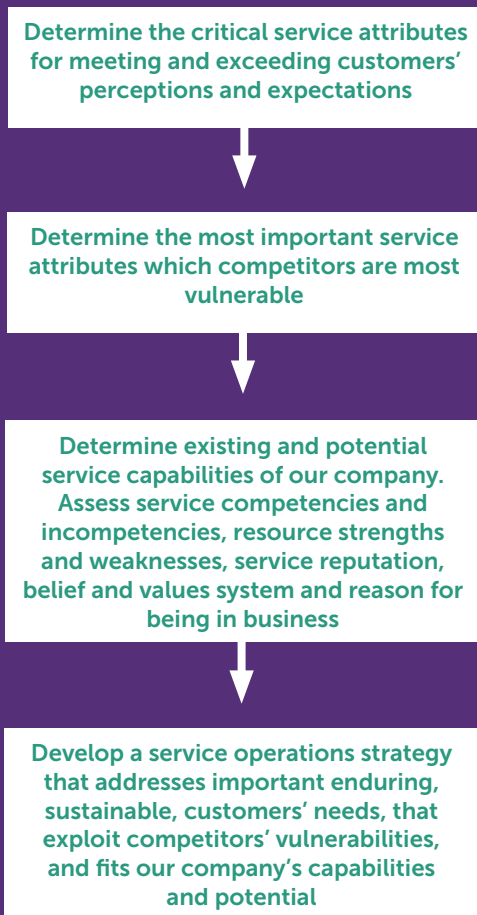 Determine the critical service attributes
for meeting and exceeding customers’
perceptions and expectations
Determine the most important service
attributes which competitors are most
vulnerable
Determine existing and potential
service capabilities of our company.
Assess service competencies and
incompetencies, resource strengths
and weaknesses, service reputation,
belief and values system and reason for
being in business
Develop a service operations strategy
that addresses important enduring,
sustainable, customers’ needs, that
exploit competitors’ vulnerabilities,
and fits our company’s capabilities
and potential